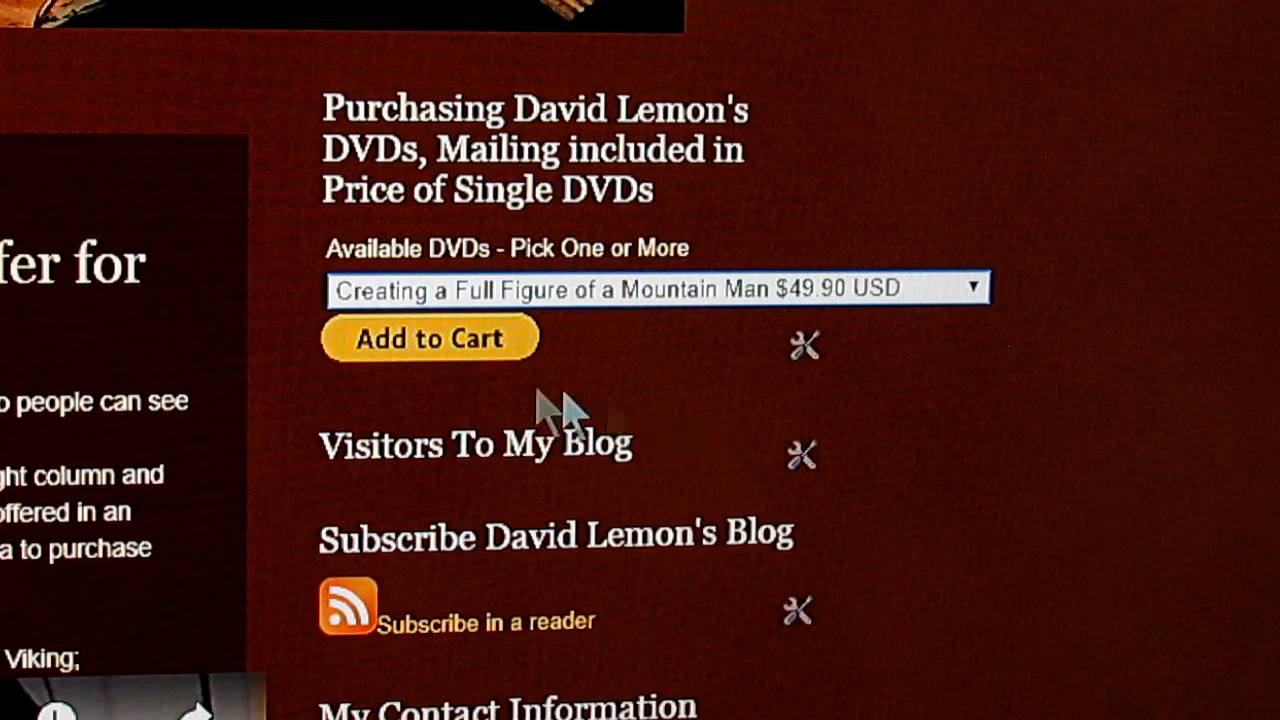 Purchasing David Lemon's
DVDs, Mailing included in
Price of Single DVDs
Available DVDs - Pick One or More
Creating a Full Figure of a Mountain Man $49.90 USD
Add to Cart
Visitors To My Blog
Subscribe David Lemon's Blog
Subscribe in a reader
My Contact Information
fer for
o people can see
ght column and
offered in an
a to purchase
Viking;